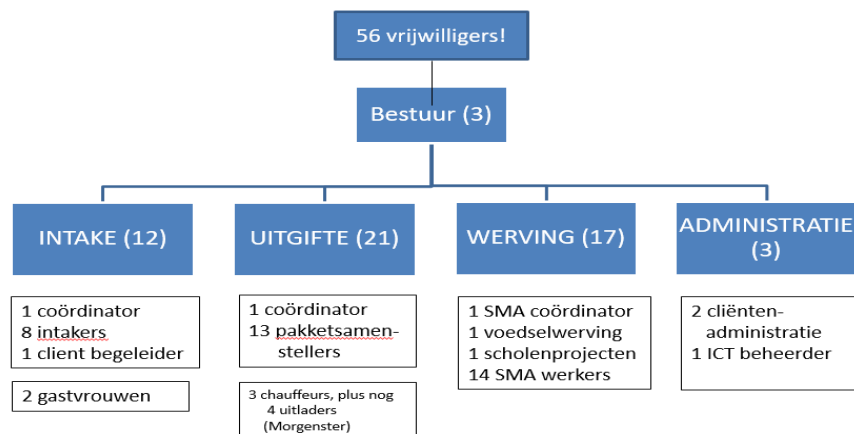 56 vrijwilligers!
Bestuur (3)
INTAKE (12)
UITGIFTE (21)
WERVING (17)
ADMINISTRATIE
(3)
1 coördinator
8 intakers
1 client begeleider
2 gastvrouwen
1 coördinator
13 pakketsamen-
stellers
3 chauffeurs, plus nog
4 uitladers
(Morgenster)
1 SMA coördinator
1 voedselwerving
1 scholenprojecten
14 SMA werkers
2 cliënten-
administratie
1 ICT beheerder